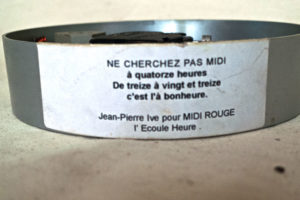 NE CHERCHEZ PAS MIDI
à quatorze heures
De treize à vingt et treize
c'est l'à bonheure.
Jean-Pierre Ive pour MIDI ROUGE
l' Ecoule Heure .